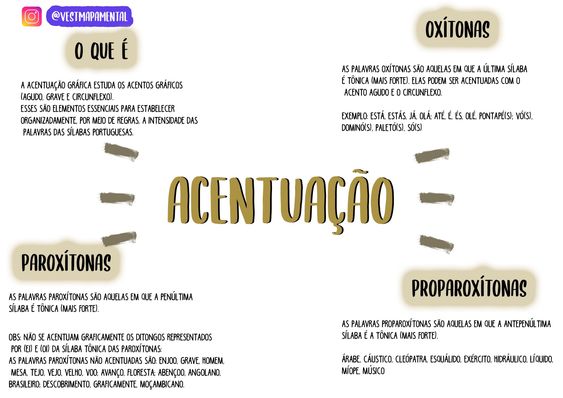 @VESTMAPAMENTAL
O QUE É
A ACENTUAÇÃO GRÁFICA ESTUDA OS ACENTOS GRÁFICOS
(AGUDO, GRAVE E CIRCUNFLEXO).
ESSES SÃO ELEMENTOS ESSENCIAIS PARA ESTABELECER
ORGANIZADAMENTE, POR MEIO DE REGRAS, A INTENSIDADE DAS
PALAVRAS DAS SÍLABAS PORTUGUESAS.
OXÍTONAS
AS PALAVRAS OXÍTONAS SÃO AQUELAS EM QUE A ÚLTIMA SÍLABA
É TÔNICA (MAIS FORTE). ELAS PODEM SER ACENTUADAS COM O
ACENTO AGUDO E O CIRCUNFLEXO.
EXEMPLO: ESTÁ, ESTÁS, JÁ, OLÁ; ATÉ, É, ÉS, OLÉ, PONTAPÉ(S); VÓ(S),
DOMINÓ(S), PALETÓ(S), SÓ(S)
ACENTUAÇÃO
PAROXÍTONAS
AS PALAVRAS PAROXÍTONAS SÃO AQUELAS EM QUE A PENÚLTIMA
SÍLABA É TÔNICA (MAIS FORTE).
OBS: NÃO SE ACENTUAM GRAFICAMENTE OS DITONGOS REPRESENTADOS
POR (EI) E (OI) DA SÍLABA TÔNICA DAS PAROXÍTONAS:
AS PALAVRAS PAROXÍTONAS NÃO ACENTUADAS SÃO: ENJOO, GRAVE, HOMEM,
MESA, TEJO, VEJO, VELHO, VOO; AVANÇO, FLORESTA; ABENÇOO, ANGOLANO,
BRASILEIRO; DESCOBRIMENTO, GRAFICAMENTE, MOÇAMBICANO.
PROPAROXÍTONAS
AS PALAVRAS PROPAROXÍTONAS SÃO AQUELAS EM QUE A ANTEPENÚLTIMA
SÍLABA É A TÔNICA (MAIS FORTE).
ÁRABE, CÁUSTICO, CLEÓPATRA, ESQUÁLIDO, EXÉRCITO, HIDRÁULICO, LÍQUIDO,
MÍOPE, MÚSICO